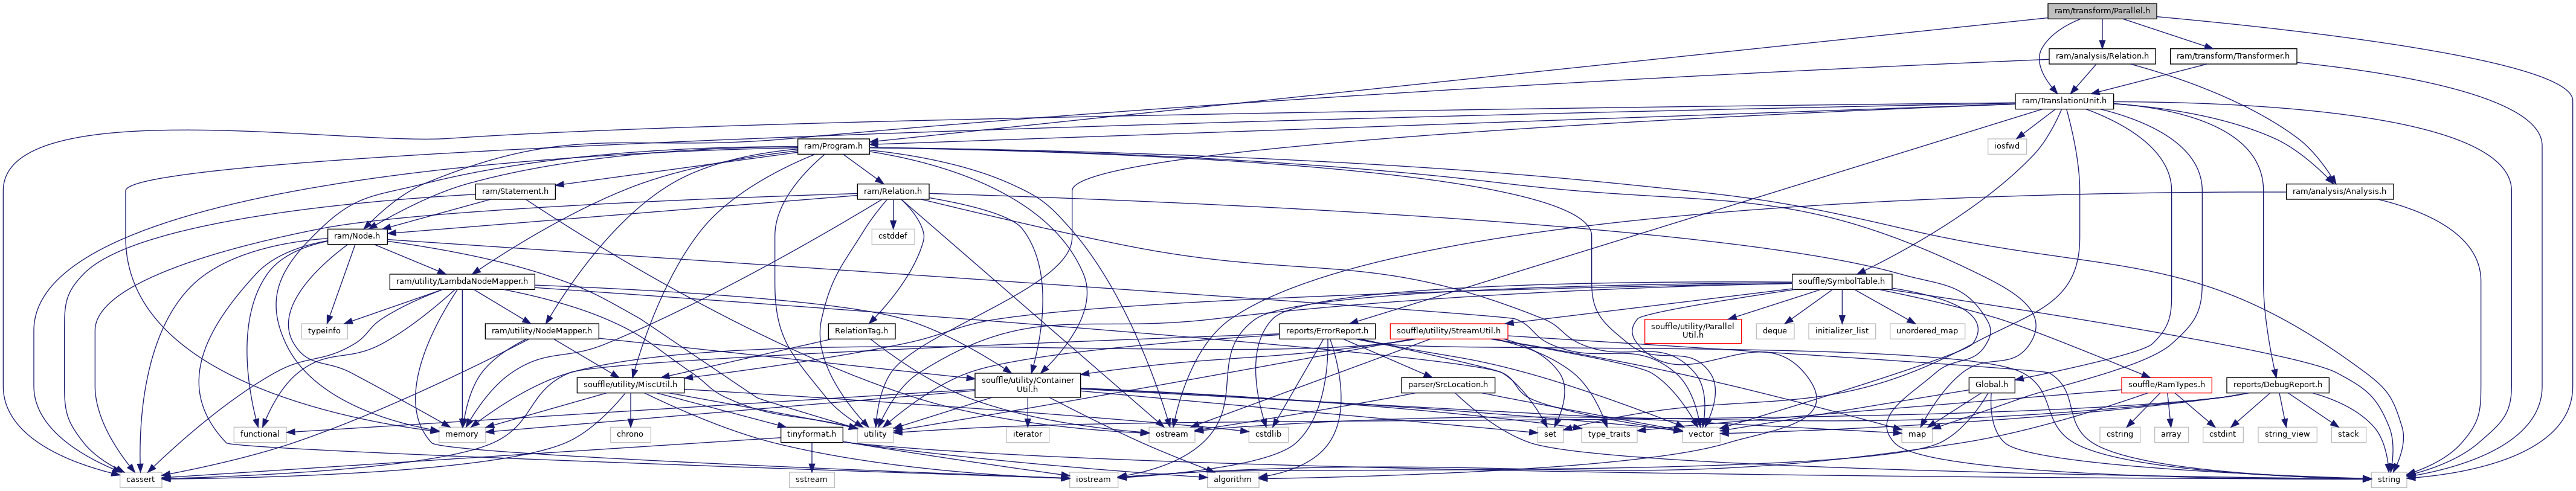 ram/transform/Parallel.h
ram/analysis/Relation.h
ram/transform/Transformer.h
ram/TranslationUnit.h
ram/Program.h
iosfwd
ram/Statement.h
ram/Relation.h
ram/analysis/Analysis.h
ram/Node.h
cstddef
ram/utility/LambdaNodeMapper.h
souffle/SymbolTable.h
typeinfo
ram/utility/NodeMapper.h
RelationTag.h
reports/ErrorReport.h
souffle/utility/StreamUtil.h
souffle/utility/Parallel
Util.h
deque
initializer_list
unordered_map
souffle/utility/MiscUtil.h
souffle/utility/Container
Util.h
parser/SrcLocation.h
Global.h
souffle/RamTypes.h
reports/DebugReport.h
functional
memory
chrono
tinyformat.h
utility
iterator
ostream
cstdlib
set
type_traits
vector
map
cstring
array
cstdint
string_view
stack
cassert
sstream
iostream
algorithm
string